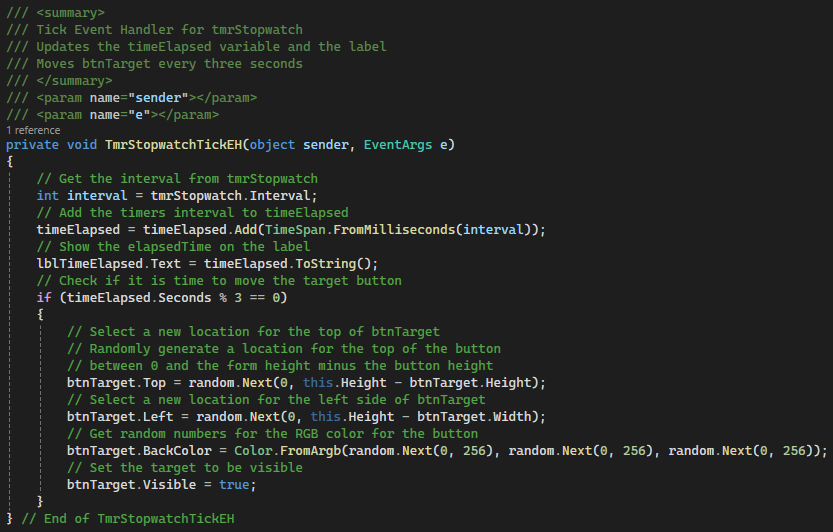 /// <summary>
/// Tick Event Handler for tmrStopwatch
/// Updates the timeElapsed variable and the label
/// Moves btnTarget every three seconds
/// </summary>
/// <param name="sender"></param>
/// <param name="e"></param>
1 reference
private void TmrStopwatchTickEH(object sender, EventArgs e)
{
    // Get the interval from tmrStopwatch
    int interval = tmrStopwatch.Interval;
    // Add the timers interval to timeElapsed
    timeElapsed = timeElapsed.Add(TimeSpan.FromMilliseconds(interval));
    // Show the elapsedTime on the label
    lblTimeElapsed.Text = timeElapsed.ToString();
    // Check if it is time to move the target button
    if (timeElapsed.Seconds % 3 == 0)
    {
        // Select a new location for the top of btnTarget
        // Randomly generate a location for the top of the button
        // between 0 and the form height minus the button height
        btnTarget.Top = random.Next(0, this.Height - btnTarget.Height);
        // Select a new location for the left side of btnTarget
        btnTarget.Left = random.Next(0, this.Height - btnTarget.Width);
        // Get random numbers for the RGB color for the button
        btnTarget.BackColor = Color.FromArgb(random.Next(0, 256), random.Next(0, 256), random.Next(0, 256));
        // Set the target to be visible
        btnTarget.Visible = true;
    }
} // End of TmrStopwatchTickEH